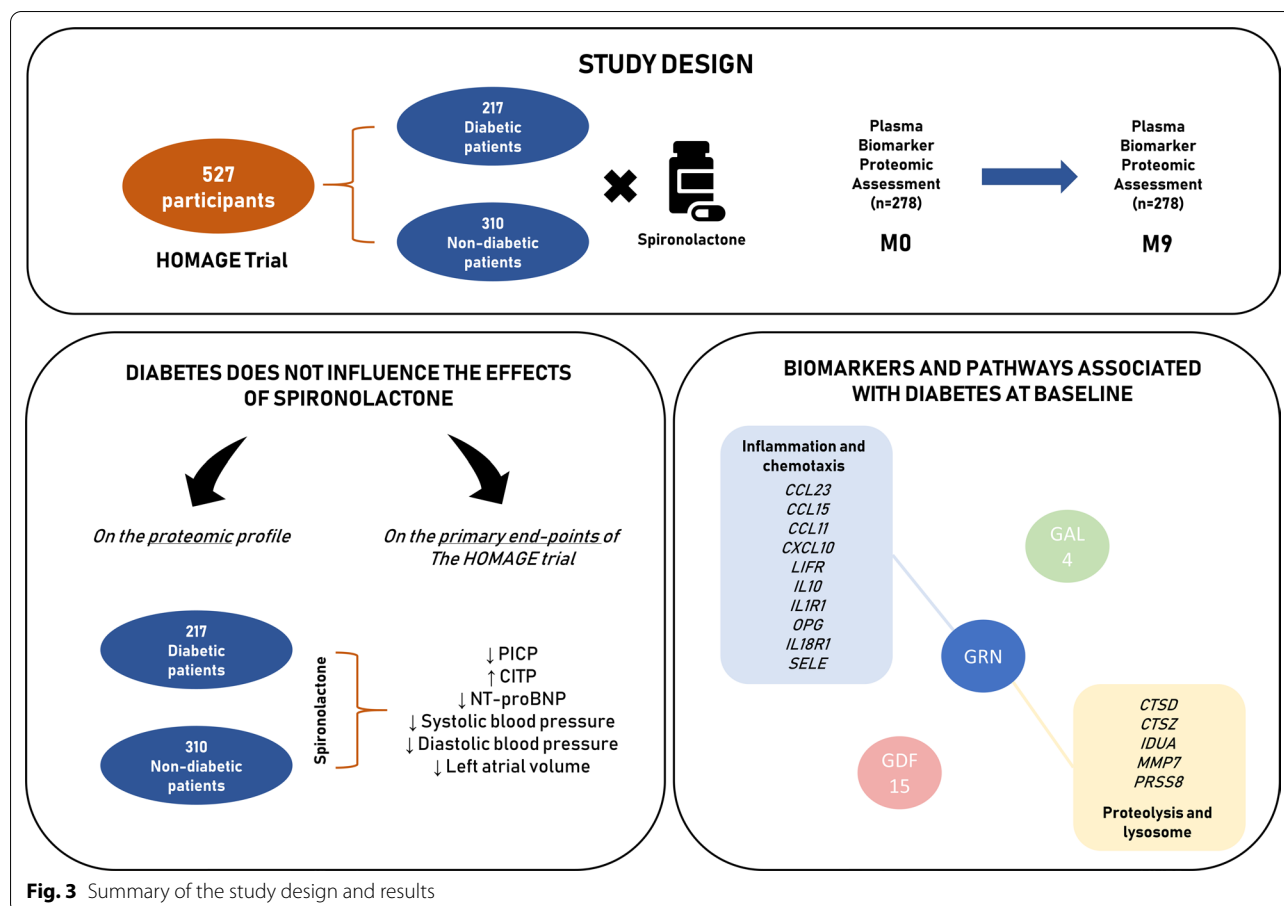 STUDY DESIGN
527
participants
HOMAGE Trial
217
Diabetic
patients
310
Non-diabetic
patients
Spironolactone
Plasma
Biomarker
Proteomic
Assessment
(n=278)
M0
Plasma
Biomarker
Proteomic
Assessment
(n=278)
M9
DIABETES DOES NOT INFLUENCE THE EFFECTS
OF SPIRONOLACTONE
On the proteomic profile
On the primary end-points of
The HOMAGE trial
217
Diabetic
patients
310
Non-diabetic
patients
Spironolactone
↓ PICP
↑ CITP
↓ NT-proBNP
↓ Systolic blood pressure
↓ Diastolic blood pressure
↓ Left atrial volume
BIOMARKERS AND PATHWAYS ASSOCIATED
WITH DIABETES AT BASELINE
Inflammation and
chemotaxis
CCL23
CCL15
CCL11
CXCL10
LIFR
IL10
IL1R1
OPG
IL18R1
SELE
GAL
4
GRN
GDF
15
CTSD
CTSZ
IDUA
MMP7
PRSS8
Proteolysis and
lysosome
Fig. 3 Summary of the study design and results